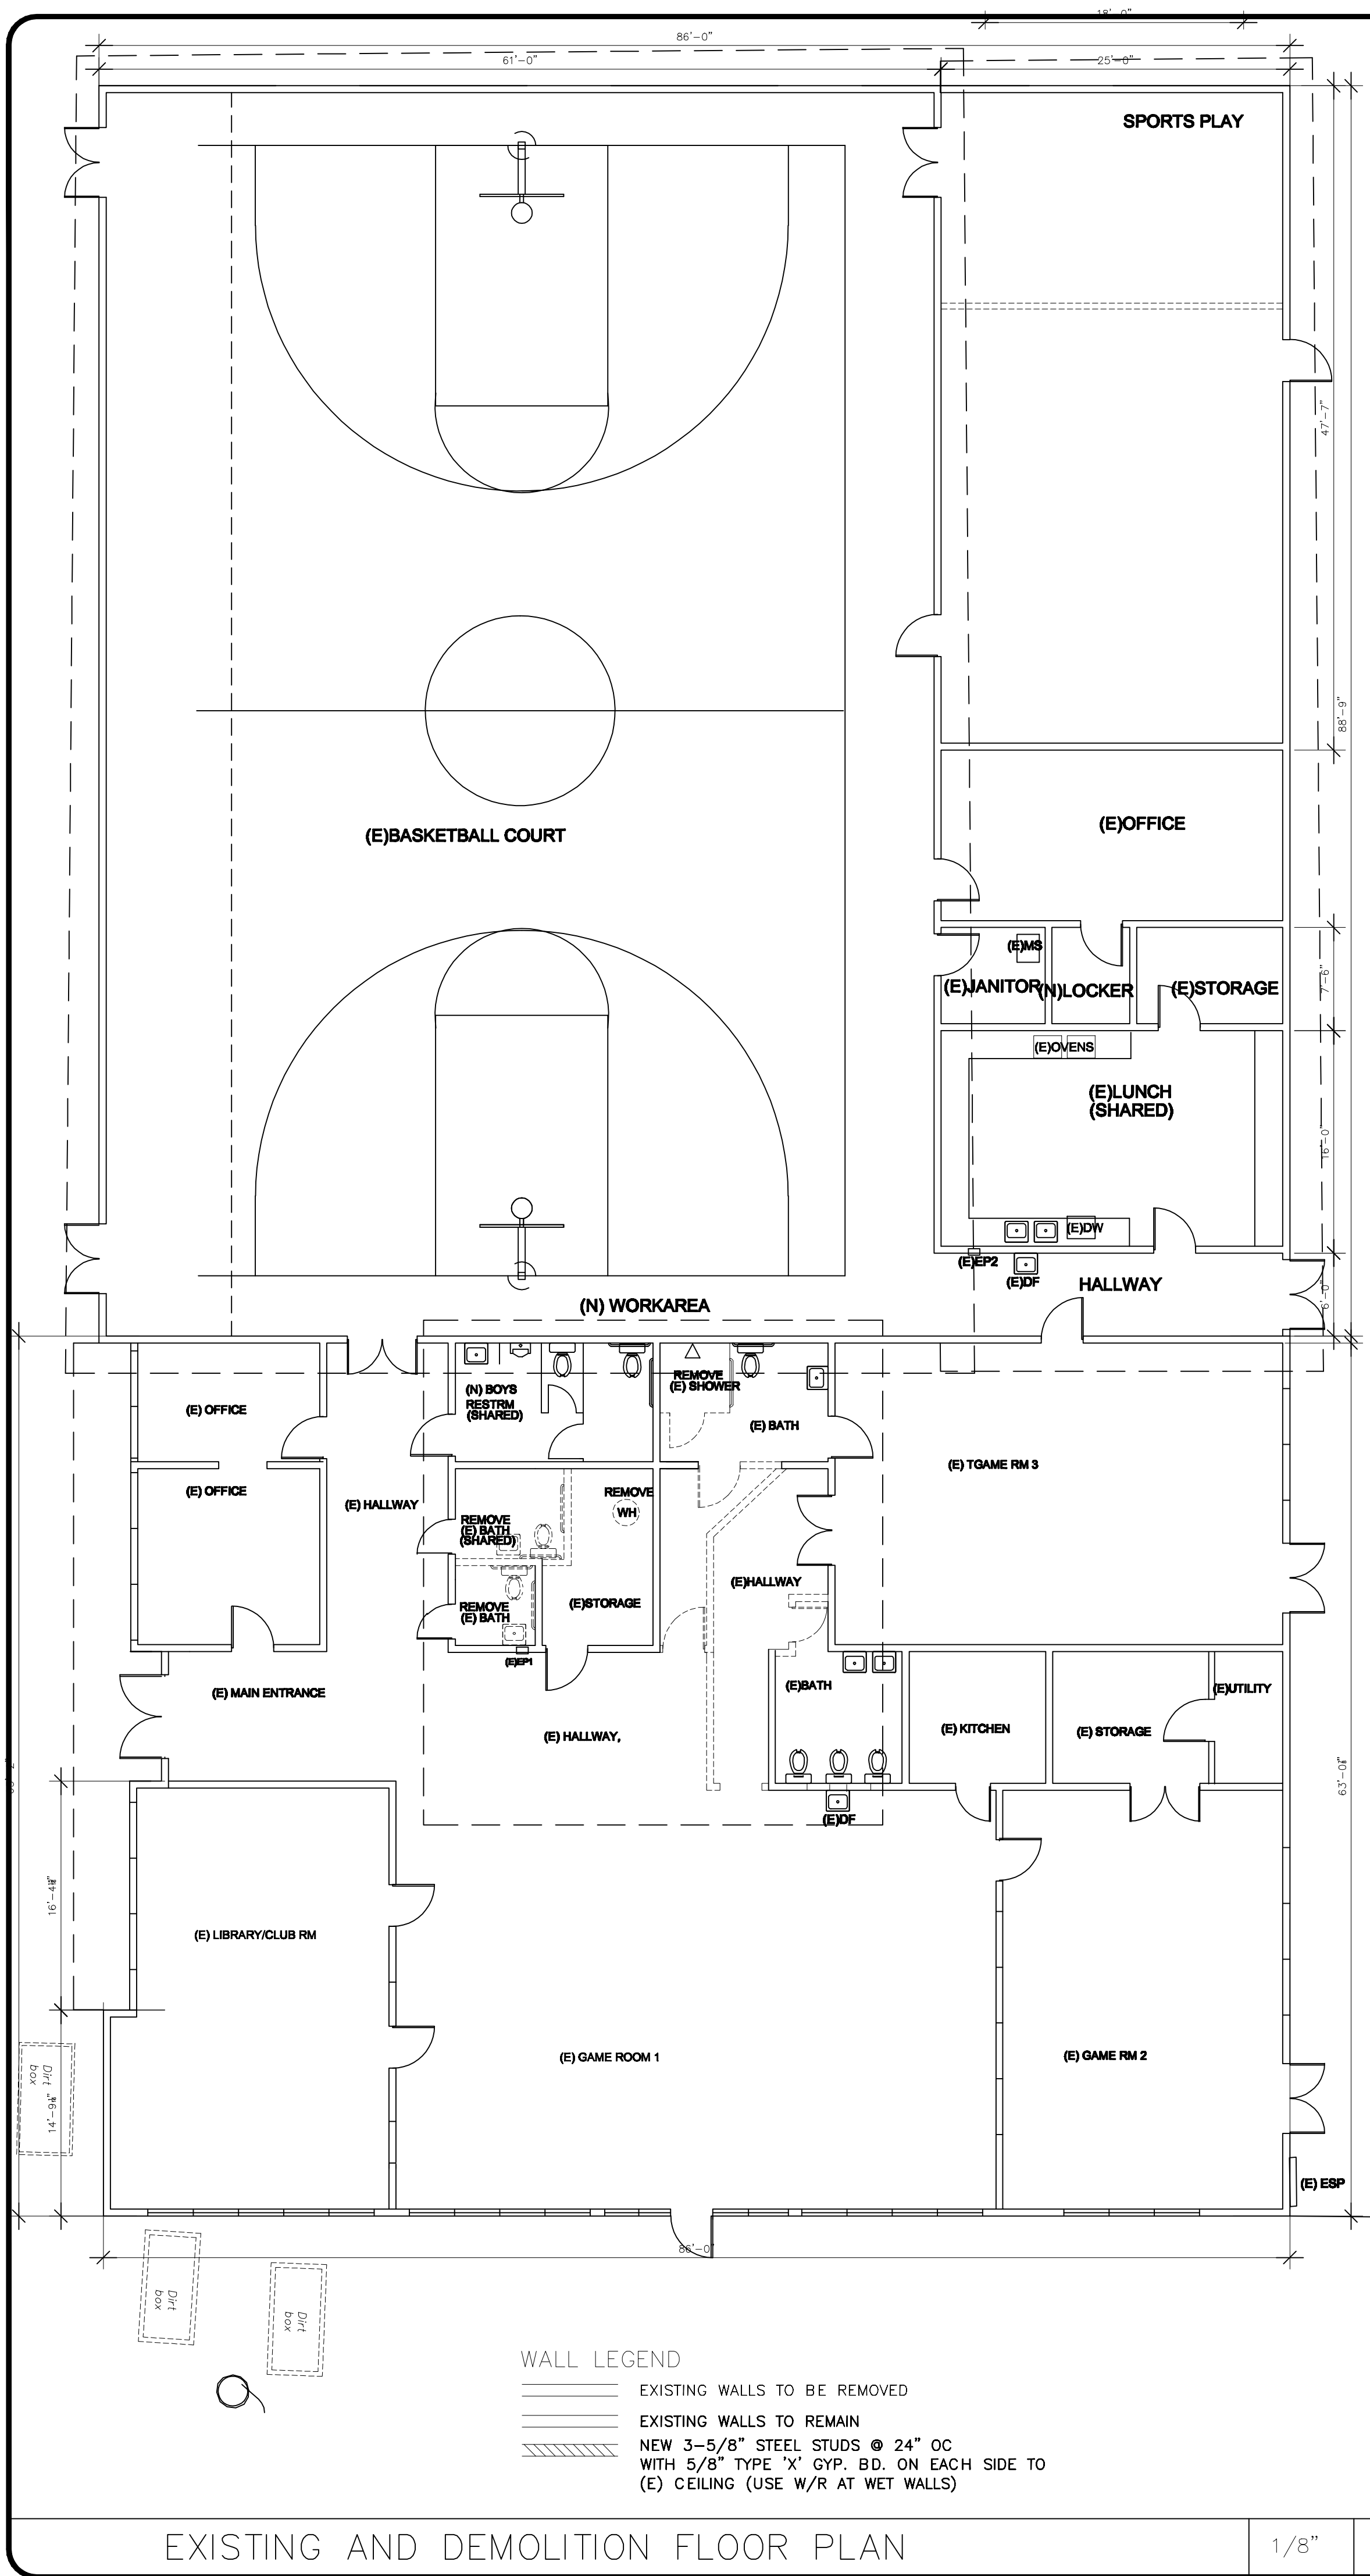 18'-0"
86'-0"
61'-0"
25'-0"
SPORTS PLAY
47'-7"
88'-9"
(E)BASKETBALL COURT
(E)OFFICE
(E)MS
(E)JANITOR
(N)LOCKER
(E)STORAGE
7'-6"
(E)OVENS
(E)LUNCH
(SHARED)
16'-0"
(E)DW
(E)EP2
(E)DF
HALLWAY
6'-0"
(N) WORKAREA
(E) OFFICE
(N) BOYS
RESTRM
(SHARED)
REMOVE
(E) SHOWER
(E) BATH
(E) TGAME RM 3
(E) OFFICE
(E) HALLWAY
REMOVE
WH
REMOVE
(E) BATH
(SHARED)
(E)HALLWAY
REMOVE
(E) BATH
(E)STORAGE
(E)EP1
(E) MAIN ENTRANCE
(E)BATH
(E)UTILITY
(E) HALLWAY,
(E) KITCHEN
(E) STORAGE
(E)DF
(E) LIBRARY/CLUB RM
(E) GAME ROOM 1
(E) GAME RM 2
Dirt
box
(E) ESP
86'-0"
Dirt
box
Dirt
box
WALL LEGEND
EXISTING WALLS TO BE REMOVED
EXISTING WALLS TO REMAIN
NEW 3-5/8" STEEL STUDS @ 24" OC
WITH 5/8" TYPE 'X' GYP. BD. ON EACH SIDE TO
(E) CEILING (USE W/R AT WET WALLS)
EXISTING AND DEMOLITION FLOOR PLAN
1/8"